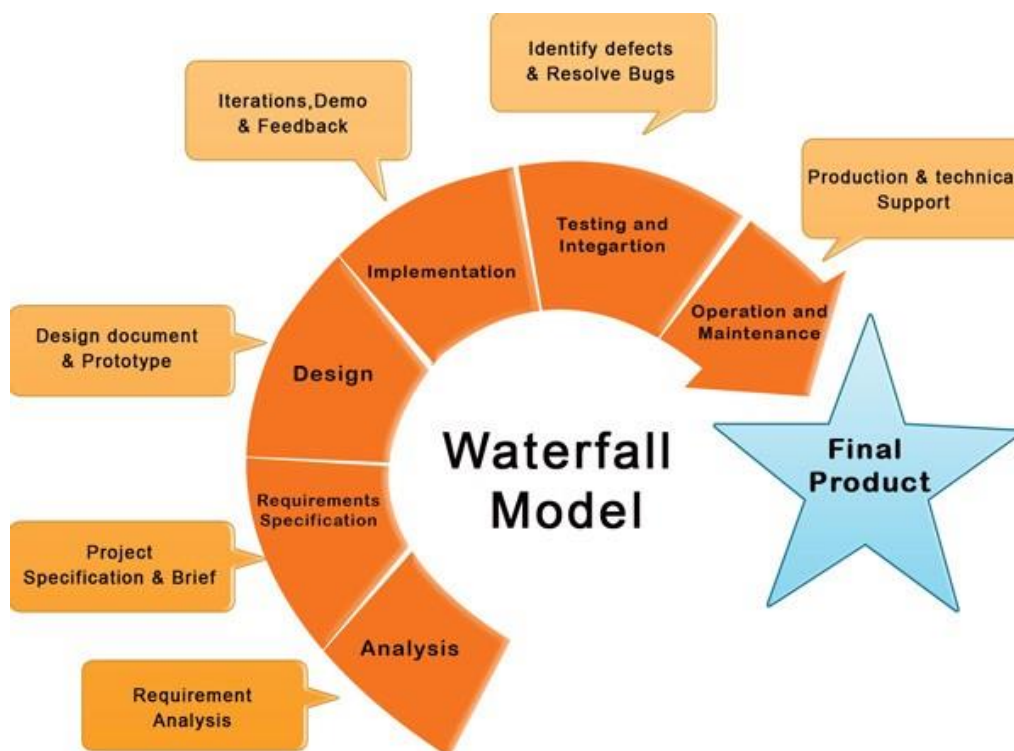 Identify defects
& Resolve Bugs
Iterations,Demo
& Feedback
Production & technica
Support
Testing and
Integartion
Implementation
Operation and
Maintenance
Design document
& Prototype
Design
Final
Product
Waterfall
Model
Requirements
Specification
Project
Specification & Brief
Analysis
Requirement
Analysis